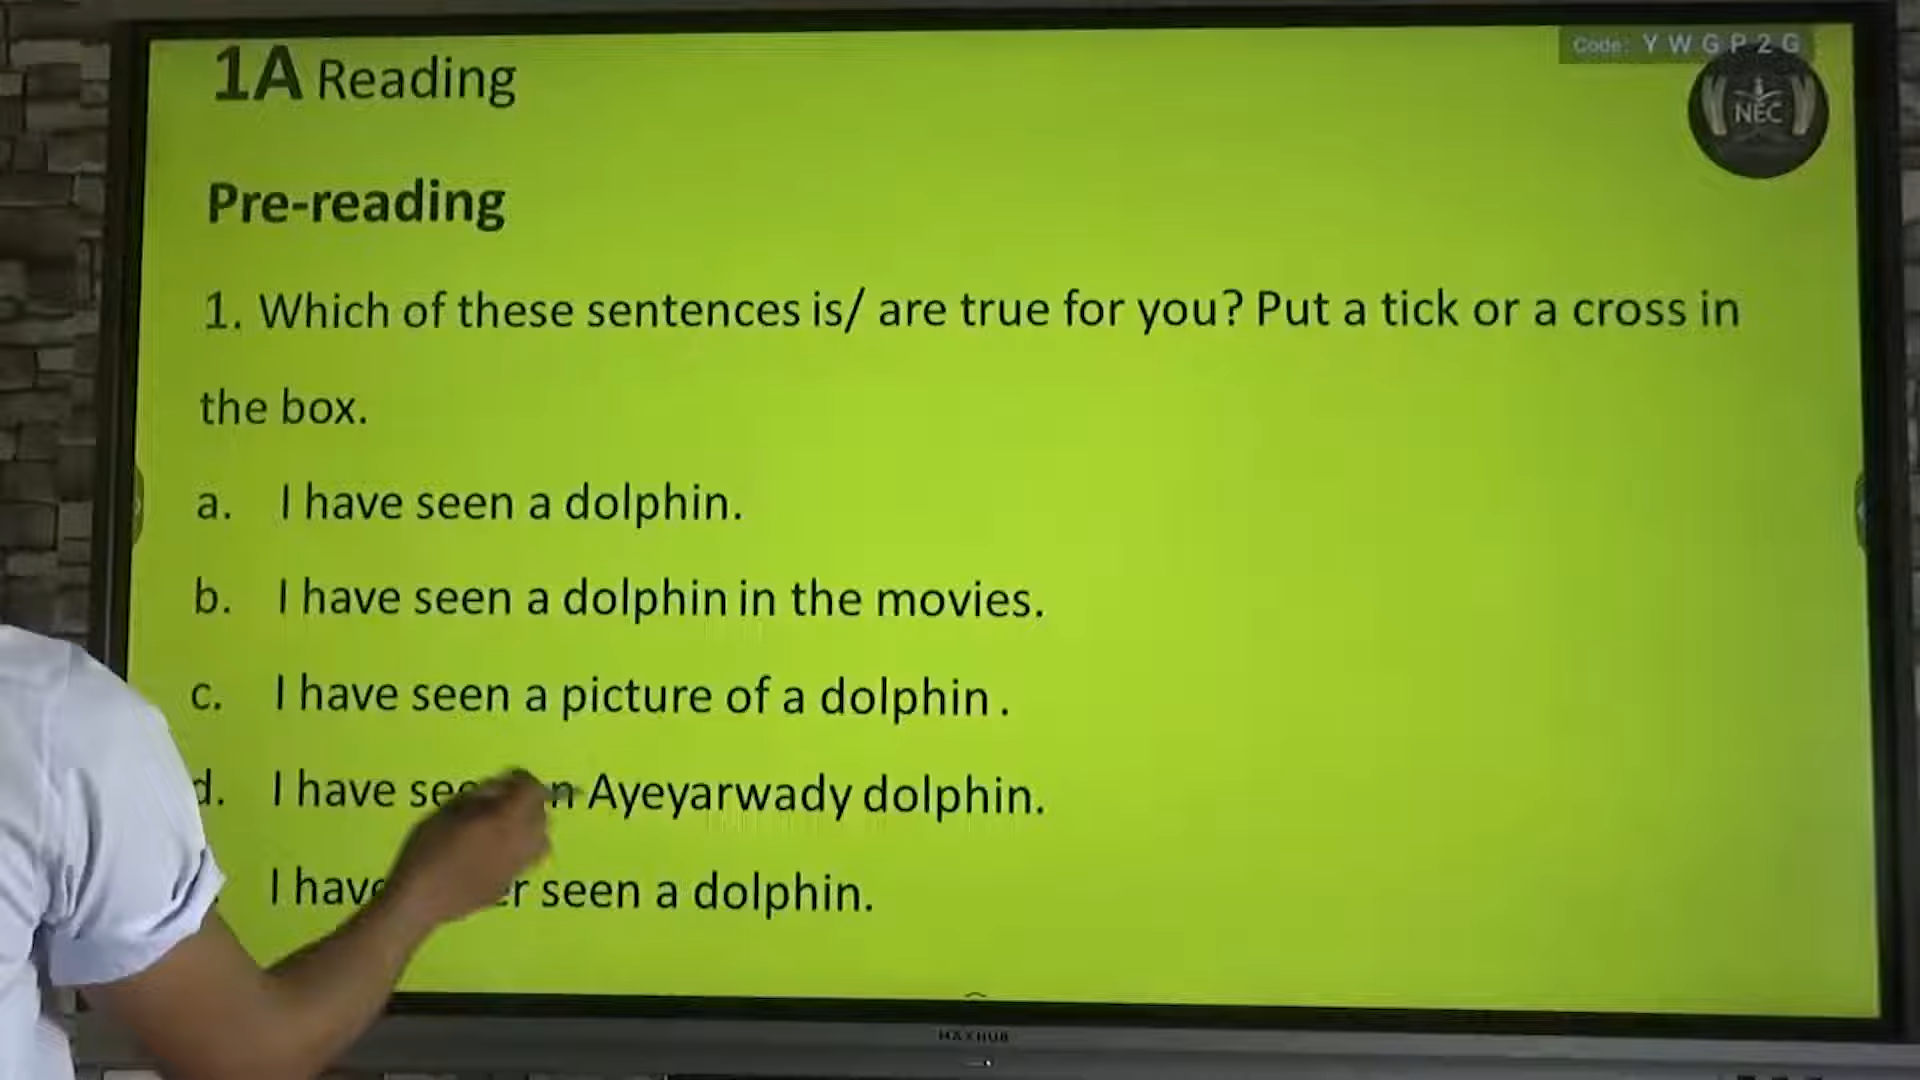 Code: Y W G P 2 G
NEC
1A Reading
Pre-reading
1. Which of these sentences is/ are true for you? Put a tick or a cross in
the box.
a. I have seen a dolphin.
b. I have seen a dolphin in the movies.
c. I have seen a picture of a dolphin .
d. I have Ayeyarwady dolphin.
I have seen a dolphin.
MAXHUB